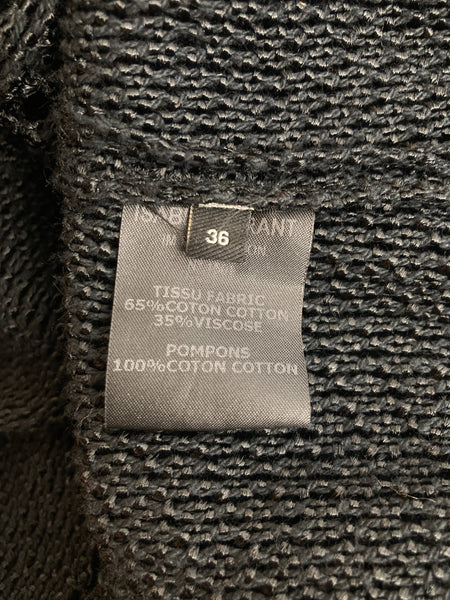 36
TISSU FABRIC
65%COTON COTTON
35%VISCOSE
POMPONS
100%COTON COTTON